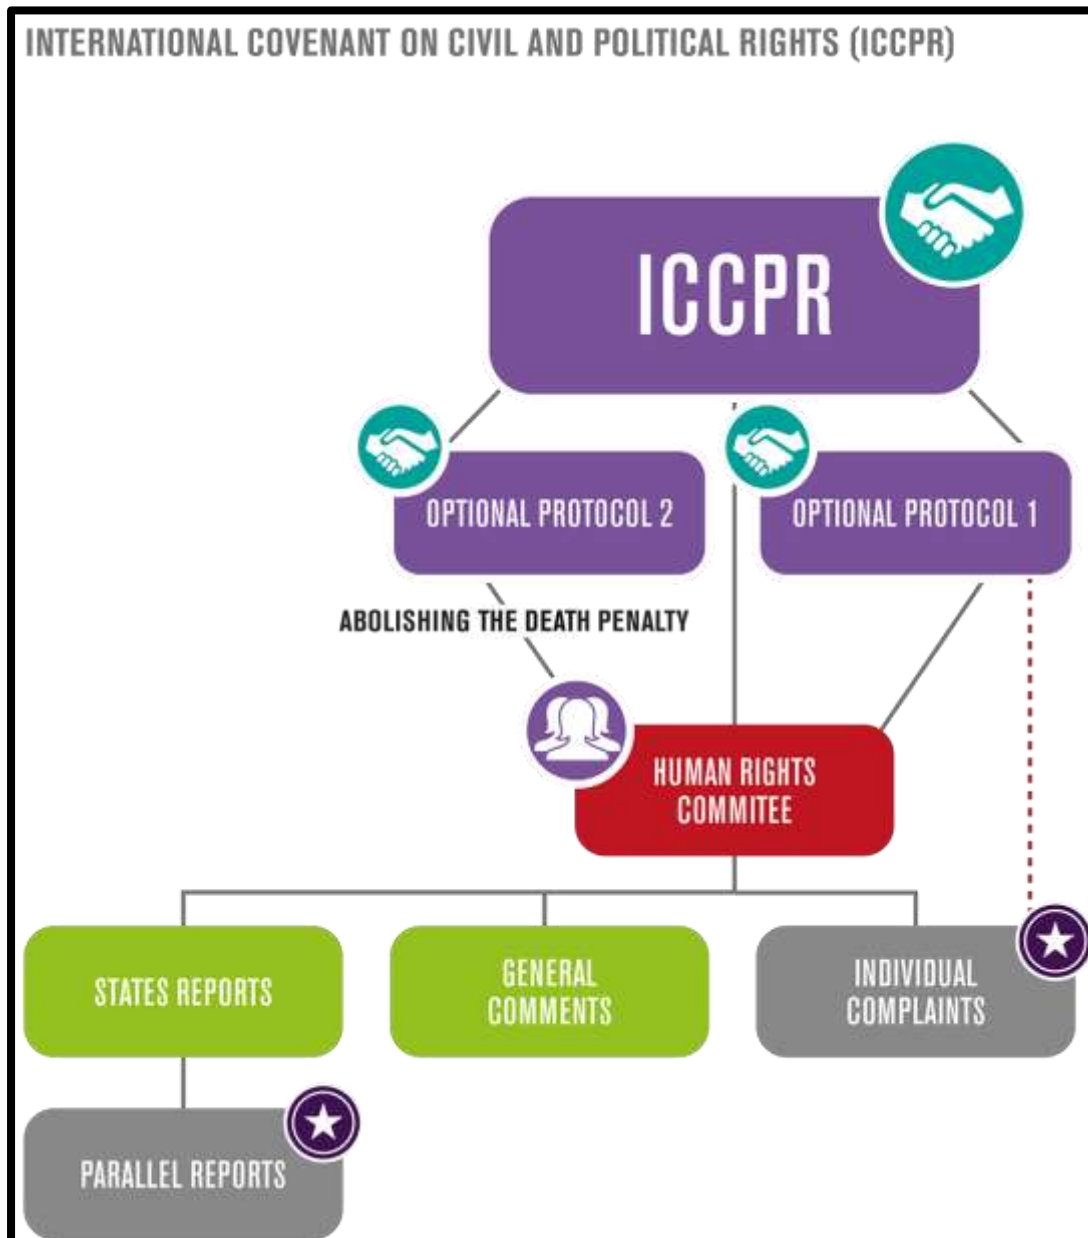 INTERNATIONAL COVENANT ON CIVIL AND POLITICAL RIGHTS (ICCPR)
ICCPR
OPTIONAL PROTOCOL 2
OPTIONAL PROTOCOL 1
ABOLISHING THE DEATH PENALTY
HUMAN RIGHTS
COMMITEE
STATES REPORTS
GENERAL
COMMENTS
INDIVIDUAL
COMPLAINTS
PARALLEL REPORTS